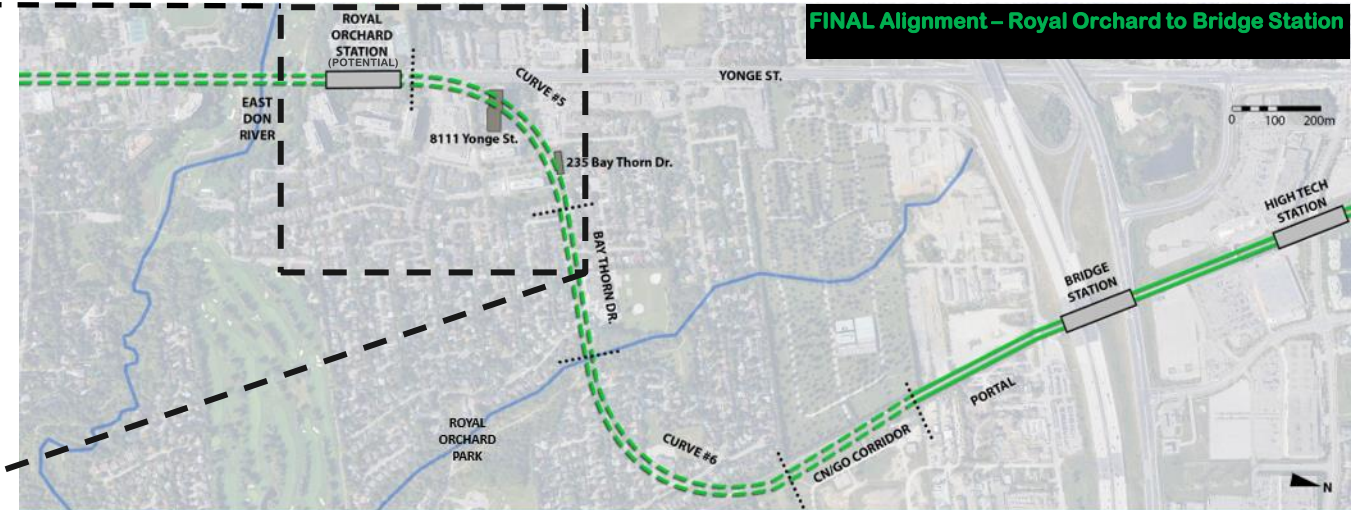 FINAL Alignment – Royal Orchard to Bridge Station
ROYAL
ORCHARD
STATION
(POTENTIAL)
CURVE #5
YONGE ST.
EAST
DON
RIVER
8111 Yonge St.
235 Bay Thorn Dr.
0 100 200m
HIGH TECH
STATION
BAY THORN DR.
BRIDGE
STATION
PORTAL
ROYAL
ORCHARD
PARK
CURVE #6
CN/GO CORRIDOR
N